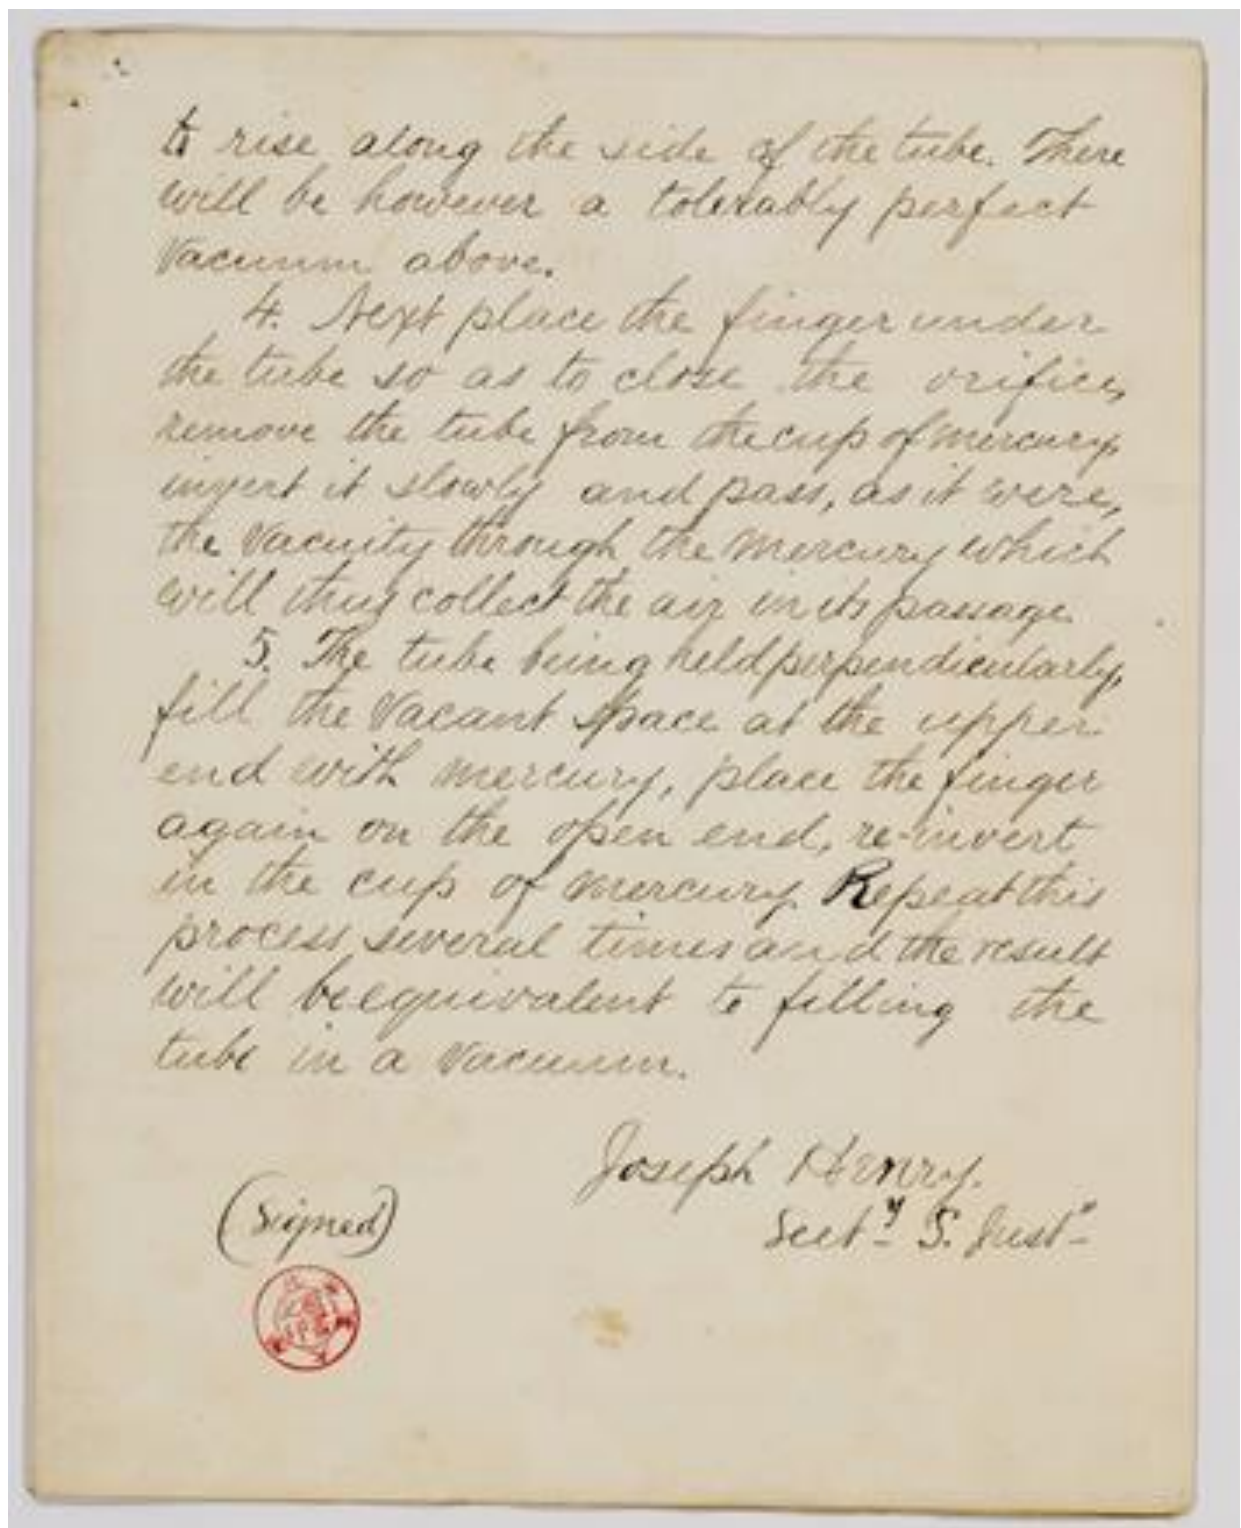 to rise along the side of the tube. There
will be however a tolerably perfect
Vacuum above.
4. Next place the finger under
the tube so as to close the orifice,
remove the tube from the cup of mercury,
invert it slowly and pass, as it were,
the Vacuity through the mercury which
will thus collect the air in its passage.
5. The tube being held perpendicularly,
fill the Vacant space at the upper
end with mercury, place the finger
again on the open end, re-invert
in the cup of mercury. Repeat this
process several times and the result
will be equivalent to filling the
tube in a Vacuum.
Joseph Henry.
(Signed)
Sect.y S. Inst.